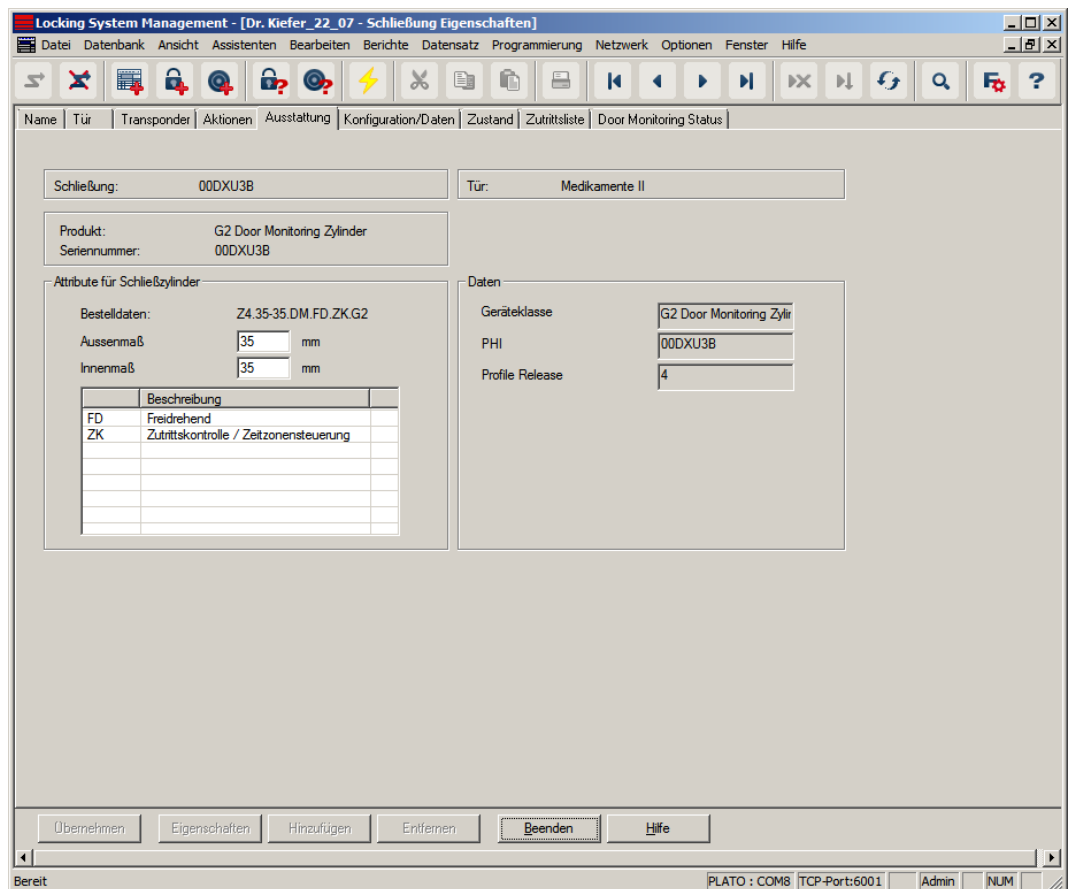 Locking System Management - [Dr. Kiefer_22_07 - Schließung Eigenschaften]
Datei Datenbank Ansicht Assistenten Bearbeiten Berichte Datensatz Programmierung Netzwerk Optionen Fenster Hilfe
Name Tür Transponder Aktionen Ausstattung Konfiguration/Daten Zustand Zutrittsliste Door Monitoring Status
Schließung: 00DXU3B Tür: Medikamente II
Produkt: G2 Door Monitoring Zylinder
Seriennummer: 00DXU3B
Attribute für Schließzylinder
Bestelldaten: Z4.35-35.DM.FD.ZK.G2
Aussenmaß 35 mm
Innenmaß 35 mm
Beschreibung
FD Freidrehend
ZK Zutrittskontrolle / Zeitzonensteuerung
Daten
Geräteklasse G2 Door Monitoring Zylir
PHI 00DXU3B
Profile Release 4
Übernehmen Eigenschaften Hinzufügen Entfernen Beenden Hilfe
Bereit PLATO : COM8 TCP-Port:6001 Admin NUM